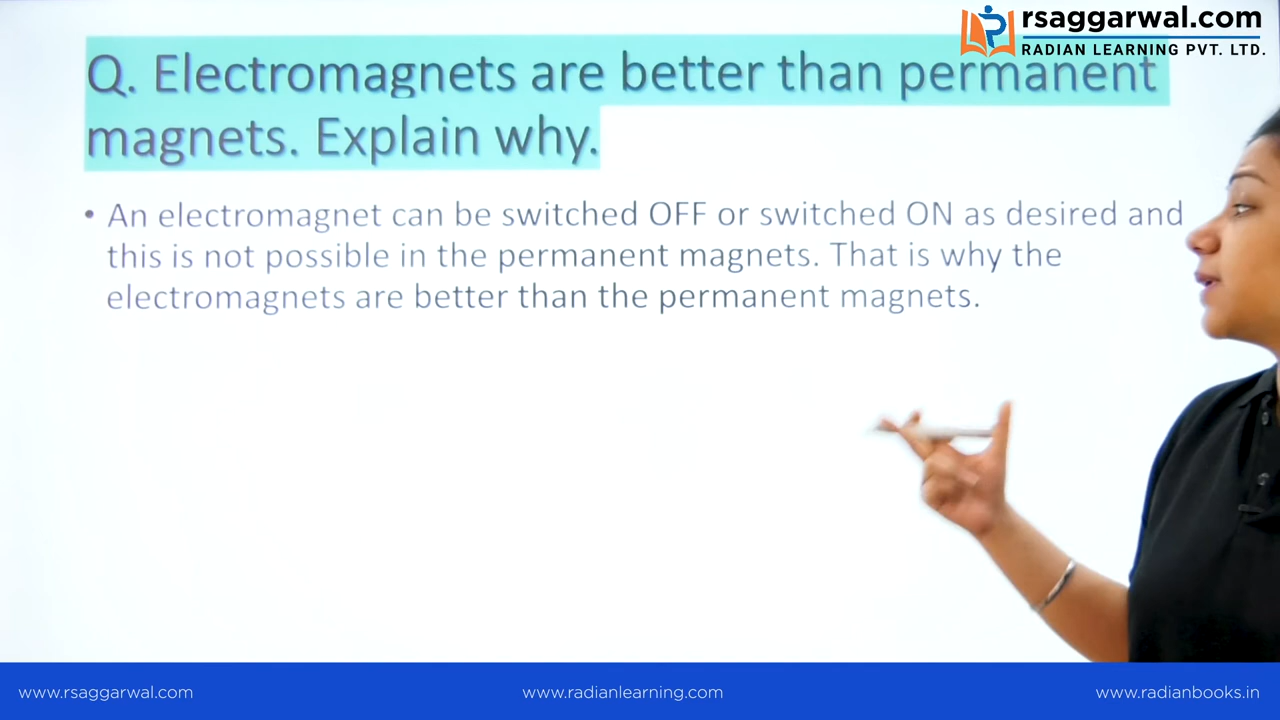 rsaggarwal.com
RADIAN LEARNING PVT. LTD.
Q. Electromagnets are better than permanent
magnets. Explain why.
• An electromagnet can be switched OFF or switched ON as desired and
this is not possible in the permanent magnets. That is why the
electromagnets are better than the permanent magnets.
www.rsaggarwal.com
www.radianlearning.com
www.radianbooks.in